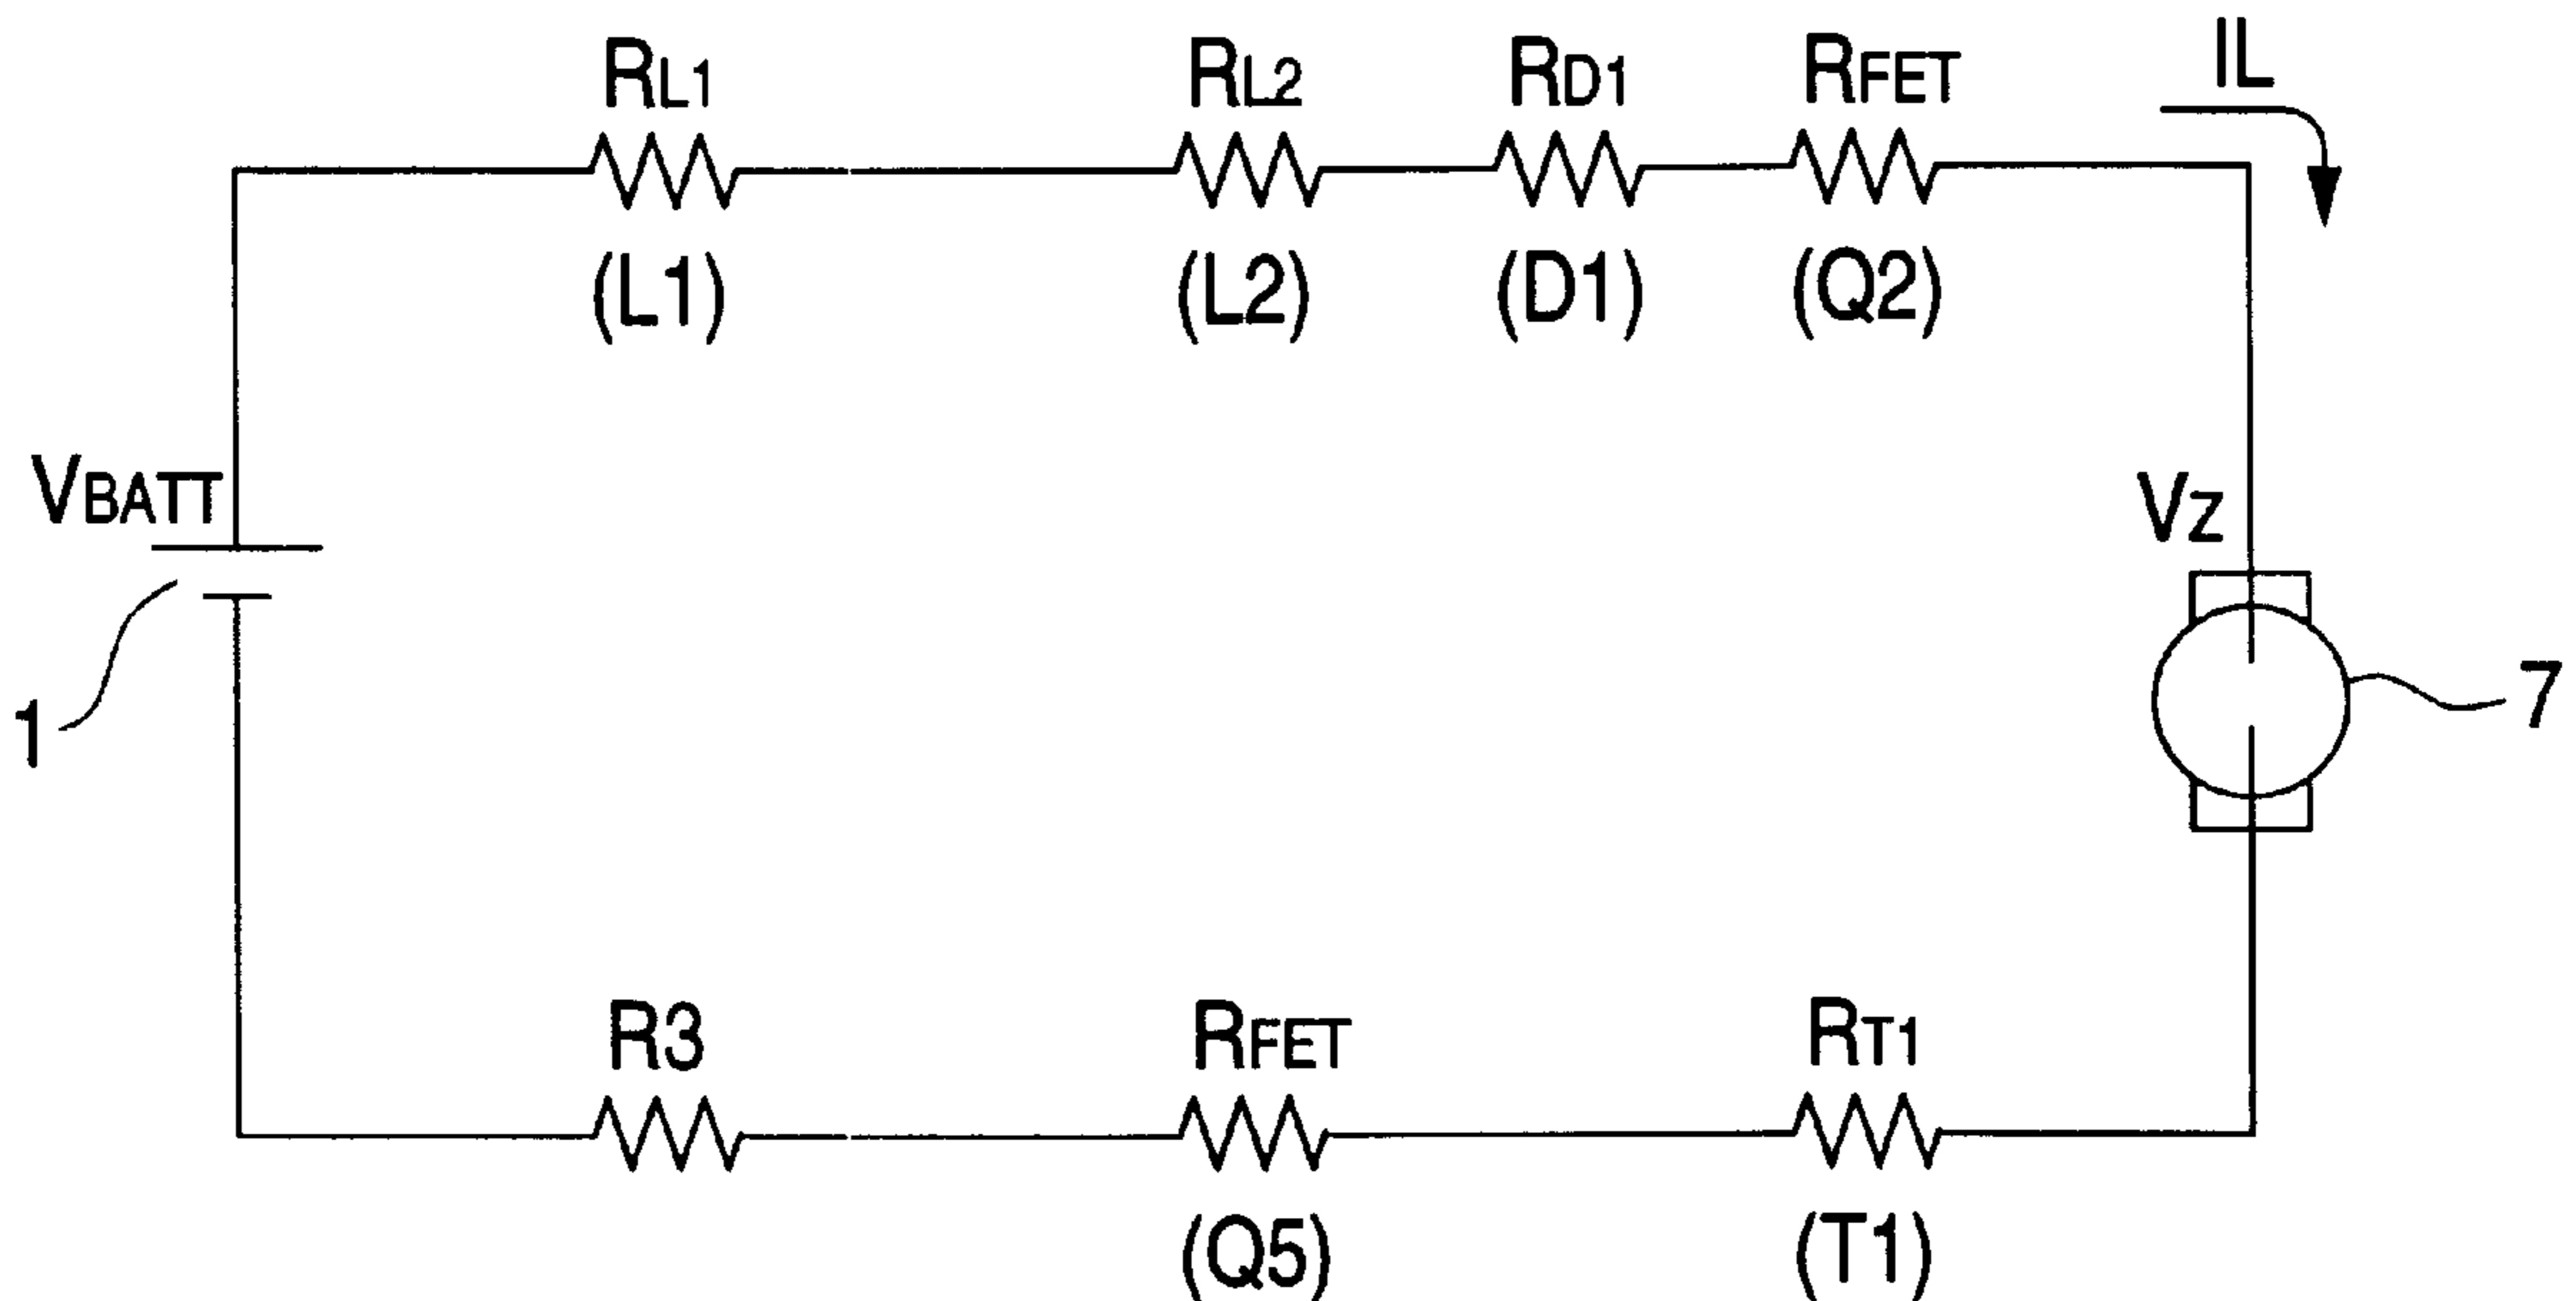 RL1 RL2 RD1 RFET IL
(L1) (L2) (D1) (Q2)
VBATT VZ
1 7
R3 RFET RT1
(Q5) (T1)